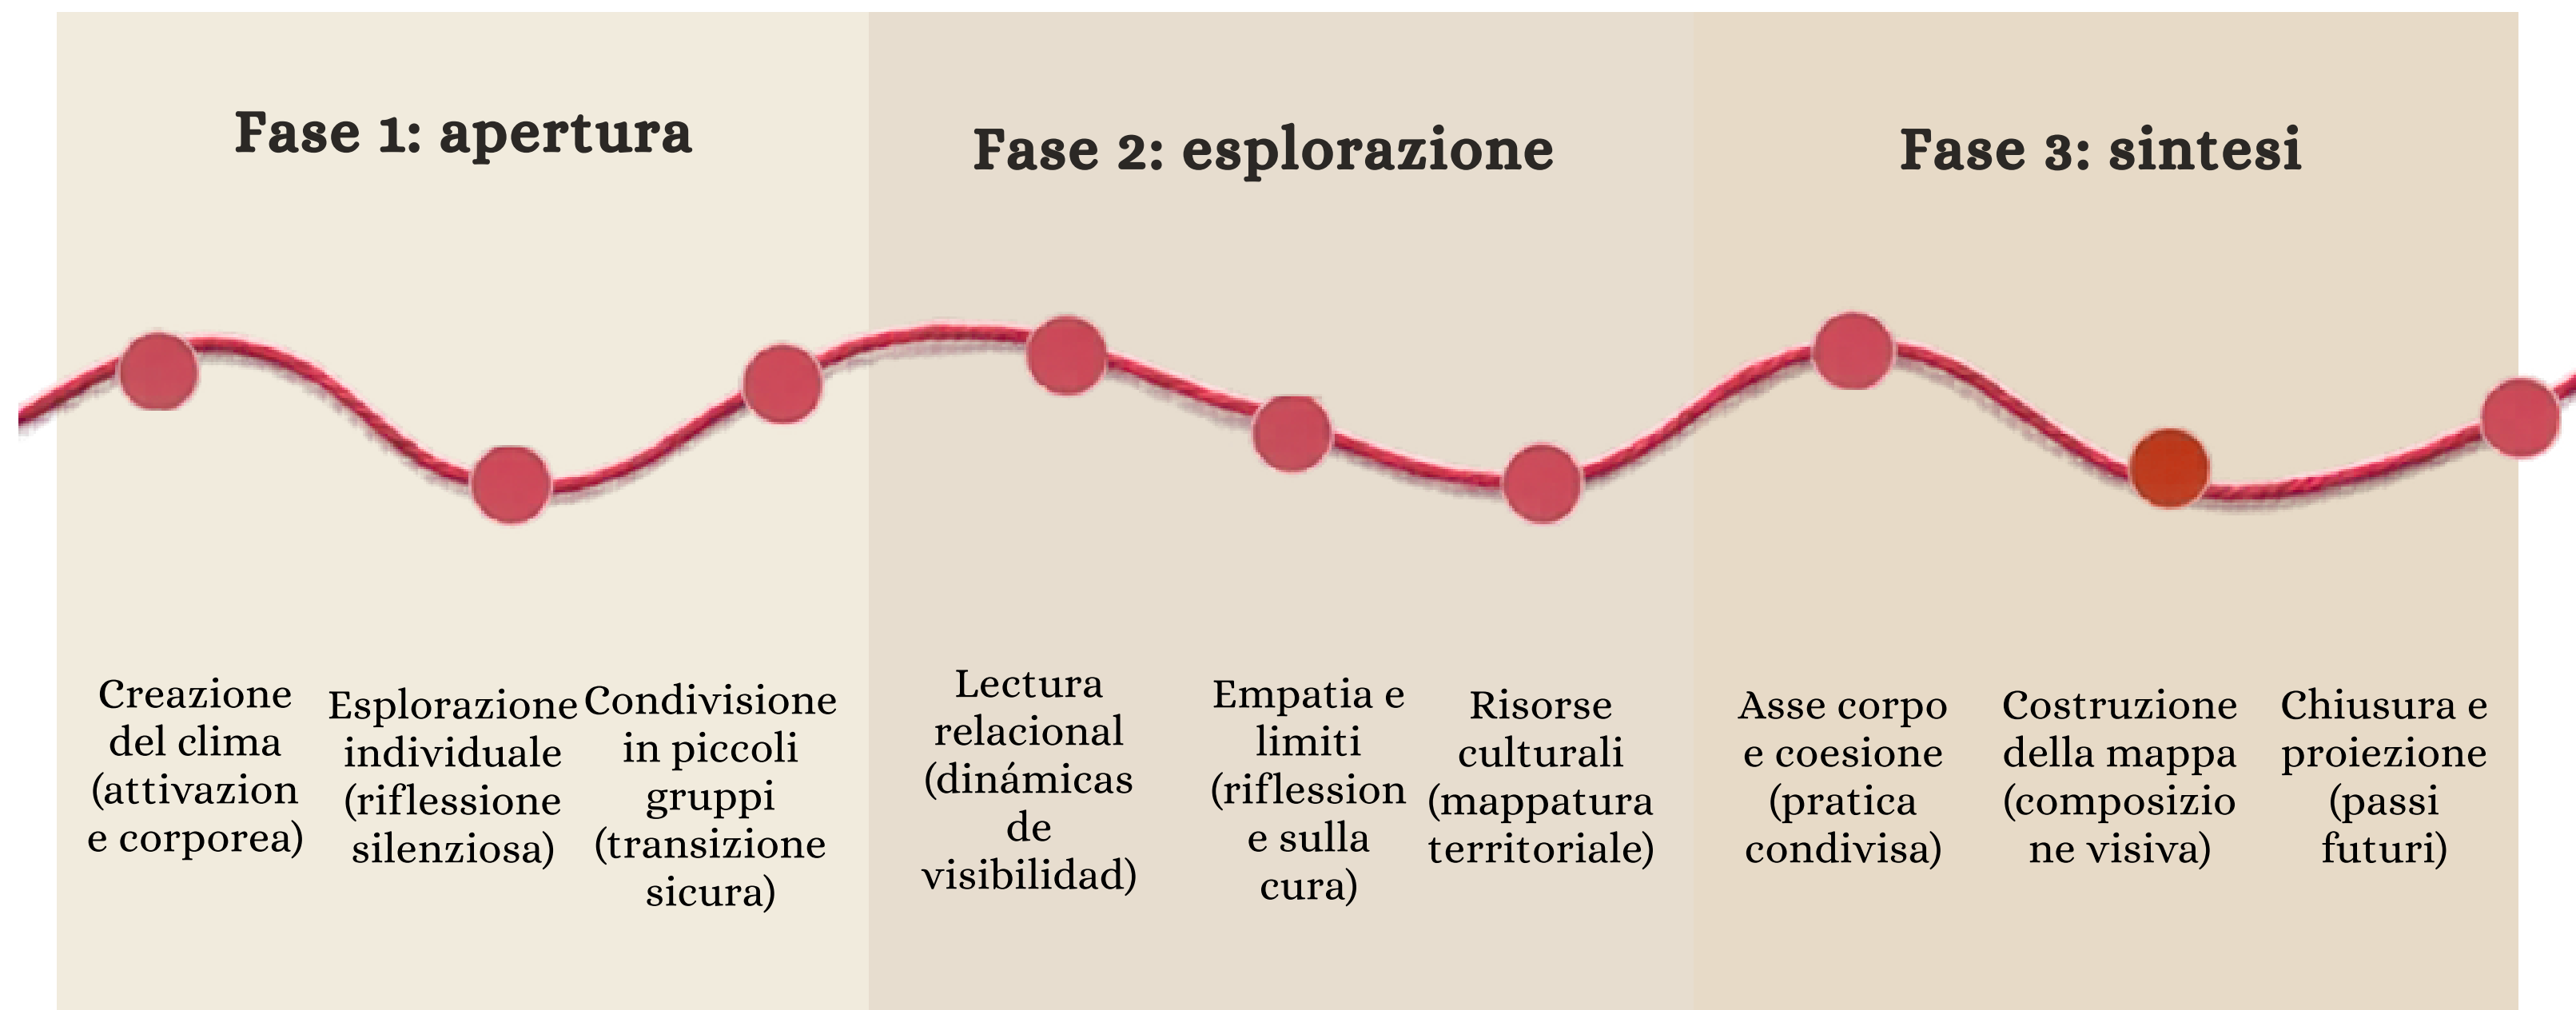 Fase 1: apertura
Fase 2: esplorazione
Fase 3: sintesi
Creazione
del clima
(attivazion
e corporea)
Esplorazione
individuale
(riflessione
silenziosa)
Condivisione
in piccoli
gruppi
(transizione
sicura)
Lectura
relacional
(dinámicas
de
visibilidad)
Empatia e
limiti
(riflession
e sulla
cura)
Risorse
culturali
(mappatura
territoriale)
Asse corpo
e coesione
(pratica
condivisa)
Costruzione
della mappa
(composizio
ne visiva)
Chiusura e
proiezione
(passi
futuri)